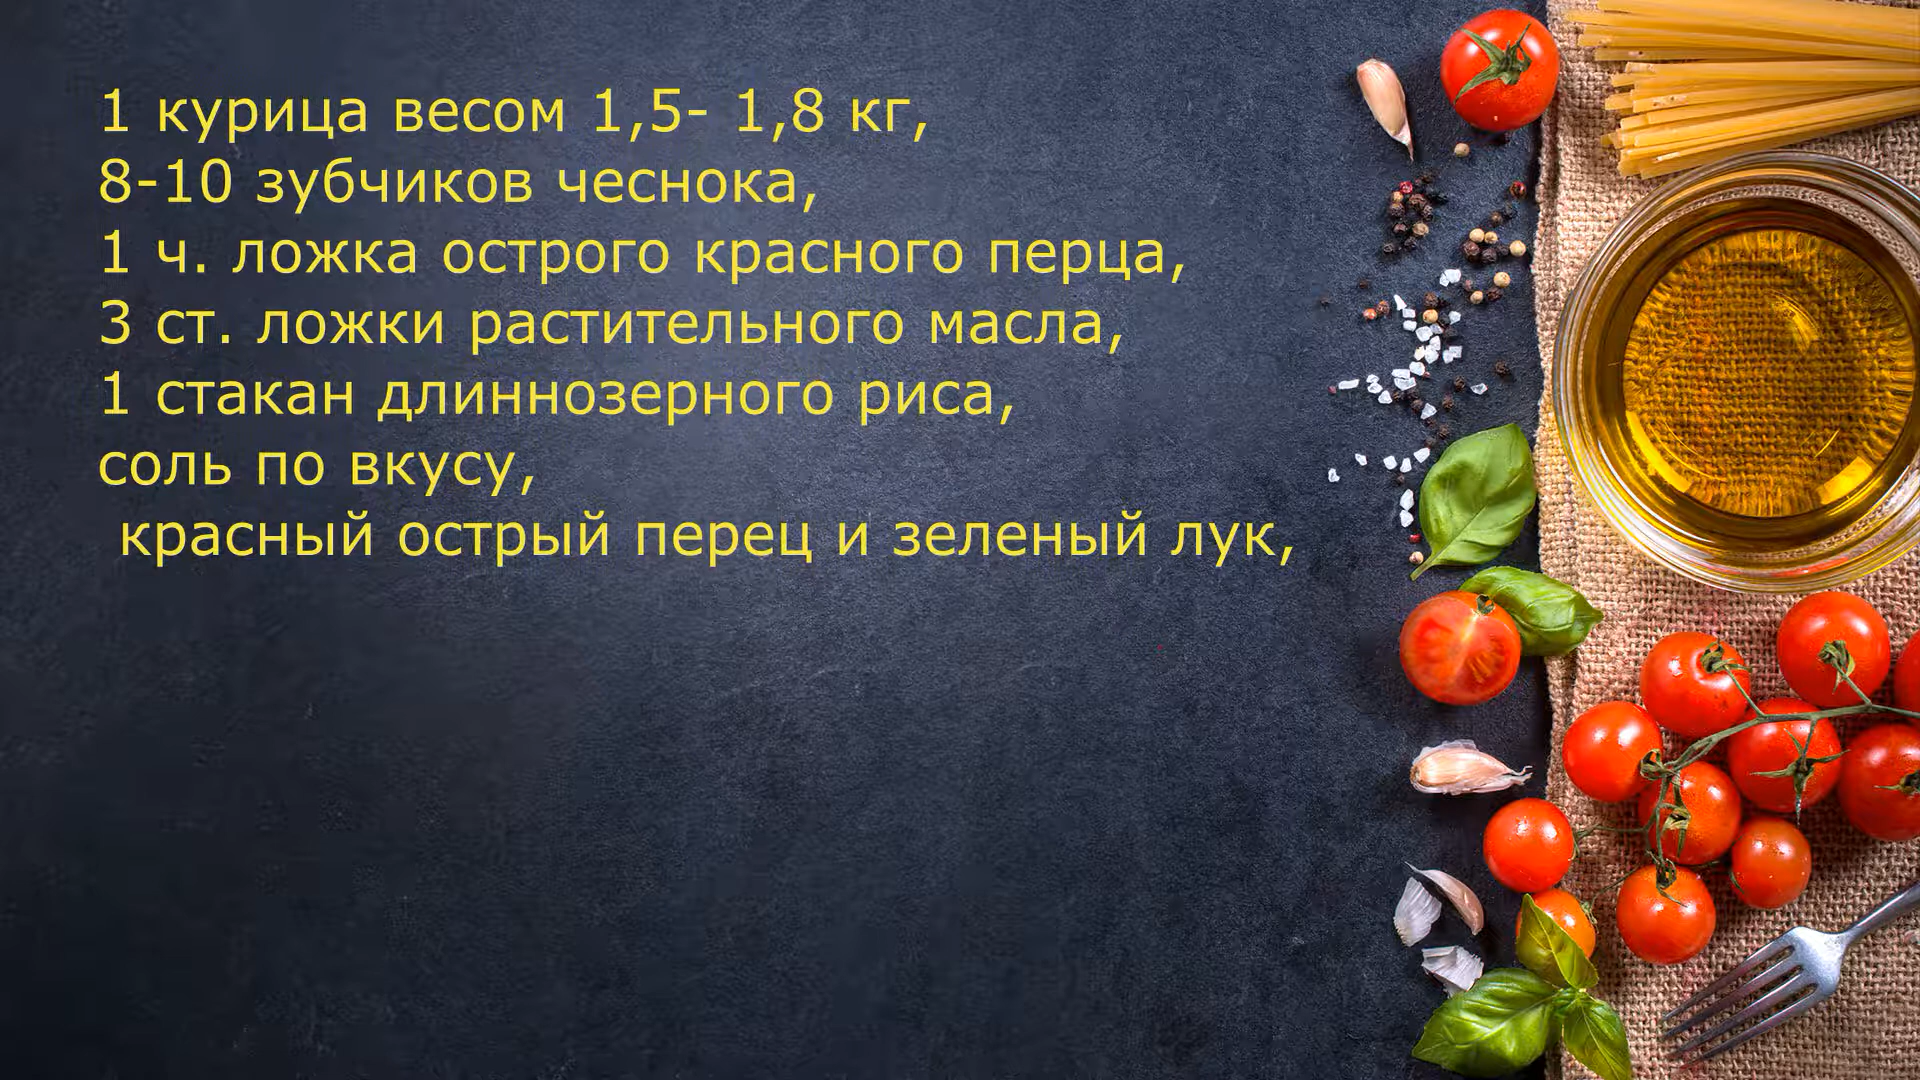 1 курица весом 1,5- 1,8 кг,
8-10 зубчиков чеснока,
1 ч. ложка острого красного перца,
3 ст. ложки растительного масла,
1 стакан длиннозерного риса,
соль по вкусу,
красный острый перец и зеленый лук,